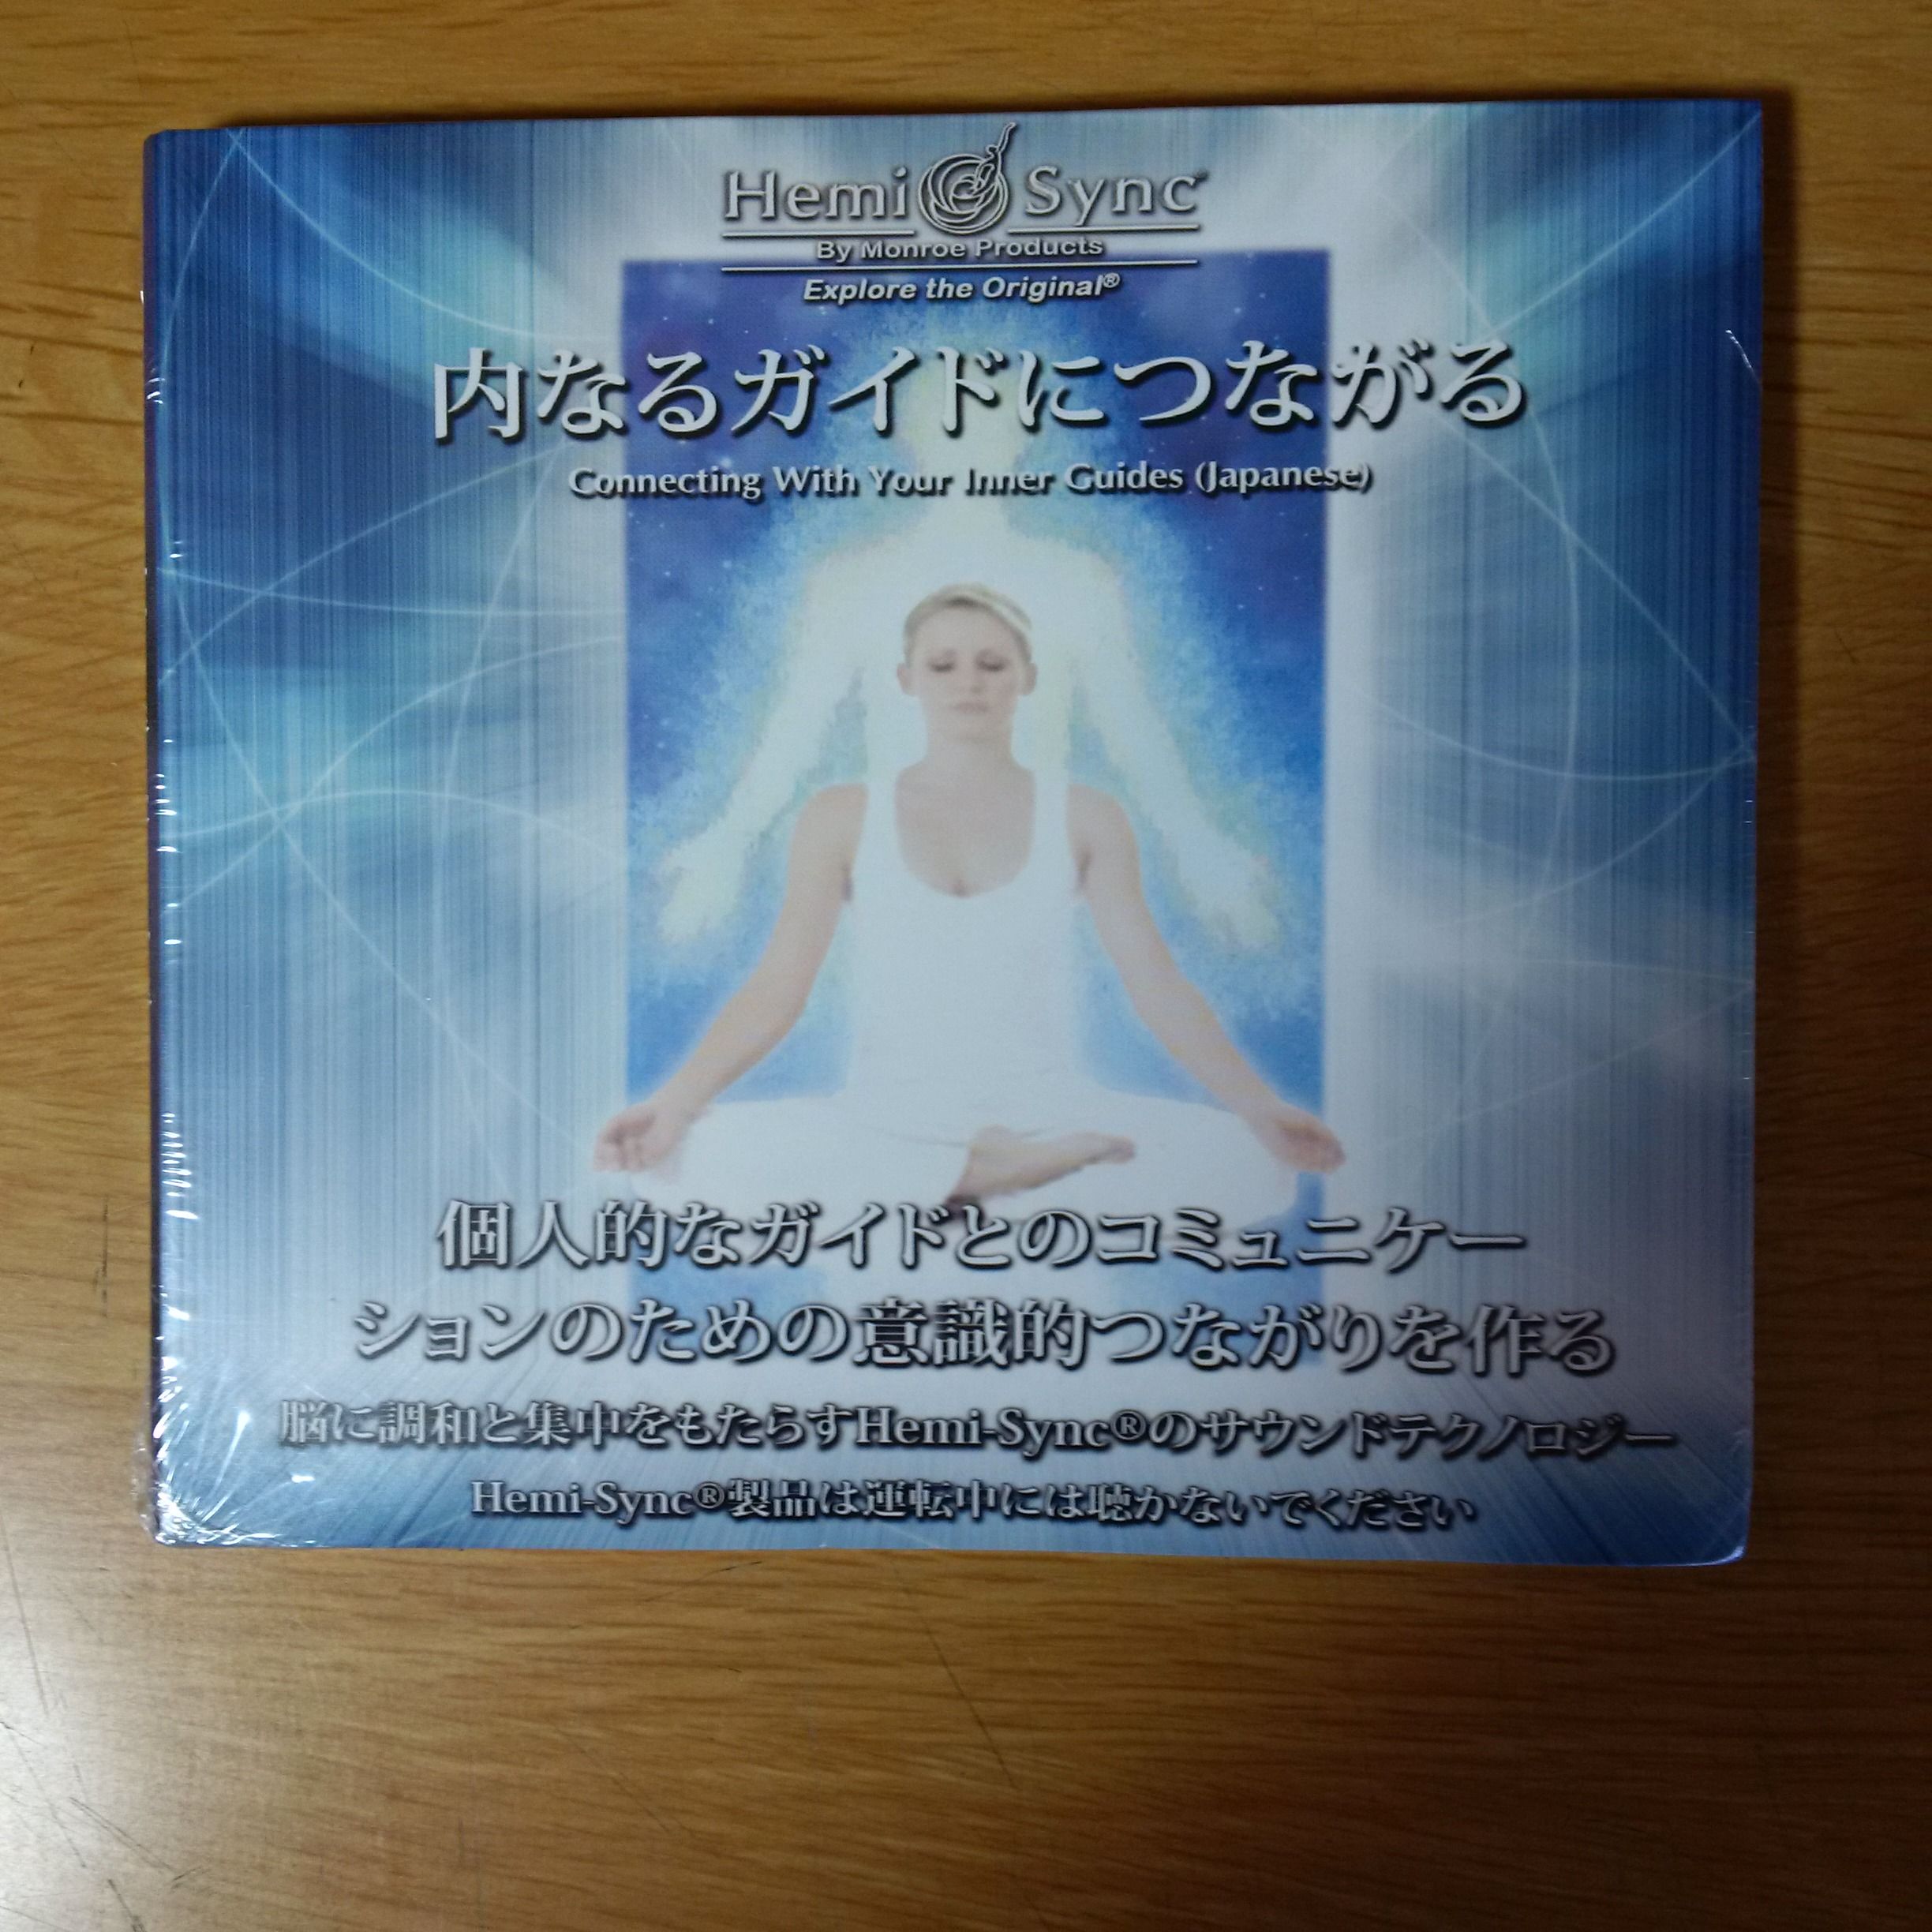 Hemi Sync™
By Monroe Products
Explore the Original®
内なるガイドにつながる
Connecting With Your Inner Guides (Japanese)
個人的なガイドとのコミュニケー
ションのための意識的つながりを作る
脳に調和と集中をもたらすHemi-Sync®のサウンドテクノロジー
Hemi-Sync®製品は運転中には聴かないでください